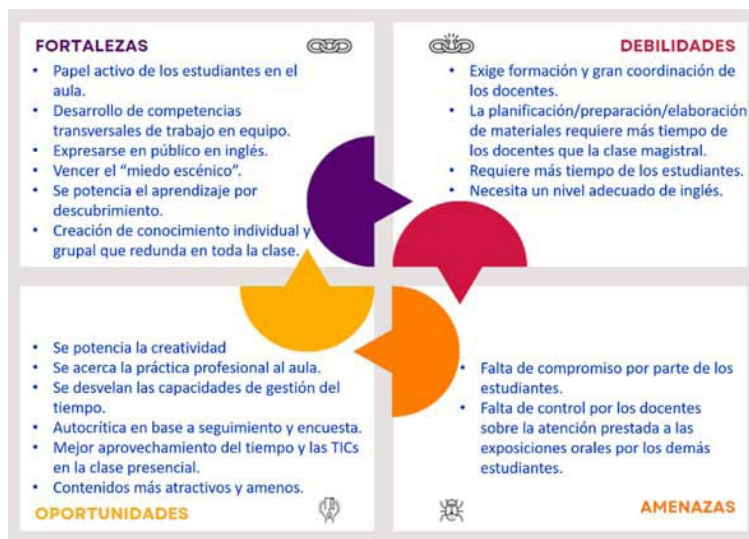 FORTALEZAS
• Papel activo de los estudiantes en el
aula.
• Desarrollo de competencias
transversales de trabajo en equipo.
• Expresarse en público en inglés.
• Vencer el “miedo escénico”.
• Se potencia el aprendizaje por
descubrimiento.
• Creación de conocimiento individual y
grupal que redunda en toda la clase.
DEBILIDADES
• Exige formación y gran coordinación de
los docentes.
• La planificación/preparación/elaboración
de materiales requiere más tiempo de
los docentes que la clase magistral.
• Requiere más tiempo de los estudiantes.
• Necesita un nivel adecuado de inglés.
• Se potencia la creatividad
• Se acerca la práctica profesional al aula.
• Se desvelan las capacidades de gestión del
tiempo.
• Autocrítica en base a seguimiento y encuesta.
• Mejor aprovechamiento del tiempo y las TICs
en la clase presencial.
• Contenidos más atractivos y amenos.
OPORTUNIDADES
• Falta de compromiso por parte de los
estudiantes.
• Falta de control por los docentes
sobre la atención prestada a las
exposiciones orales por los demás
estudiantes.
AMENAZAS